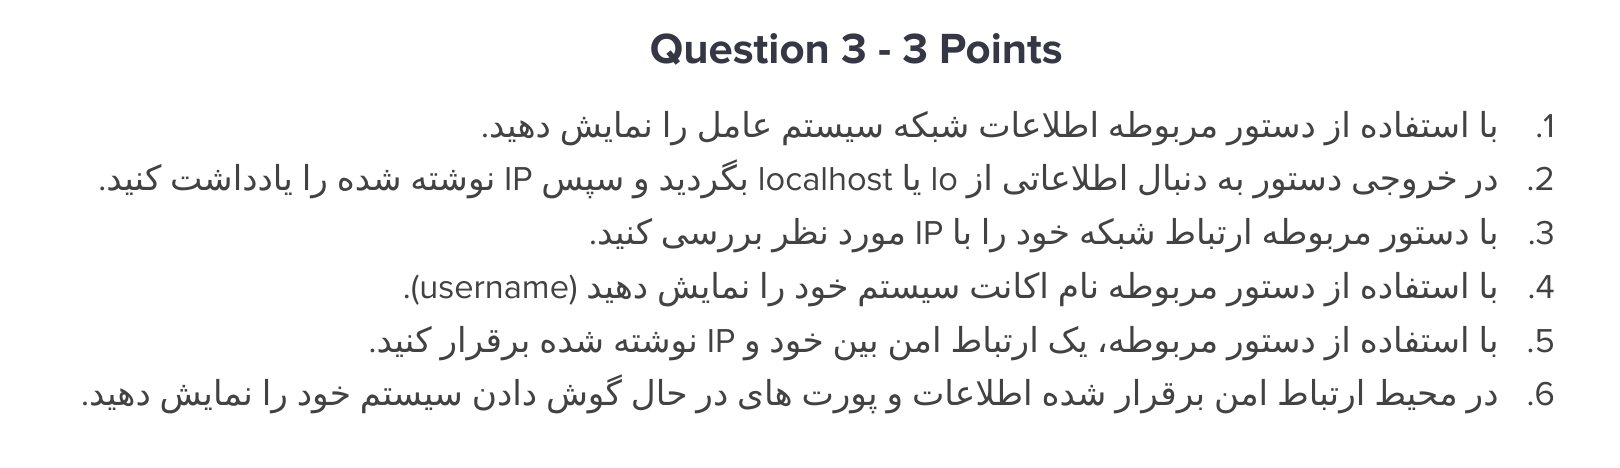 Question 3 - 3 Points
1. با استفاده از دستور مربوطه اطلاعات شبکه سیستم عامل را نمایش دهید.
2. در خروجی دستور به دنبال اطلاعاتی از lo یا localhost بگردید و سپس IP نوشته شده را یادداشت کنید.
3. با دستور مربوطه ارتباط شبکه خود را با IP مورد نظر بررسی کنید.
4. با استفاده از دستور مربوطه نام اکانت سیستم خود را نمایش دهید (username).
5. با استفاده از دستور مربوطه، یک ارتباط امن بین خود و IP نوشته شده برقرار کنید.
6. در محیط ارتباط امن برقرار شده اطلاعات و پورت های در حال گوش دادن سیستم خود را نمایش دهید.